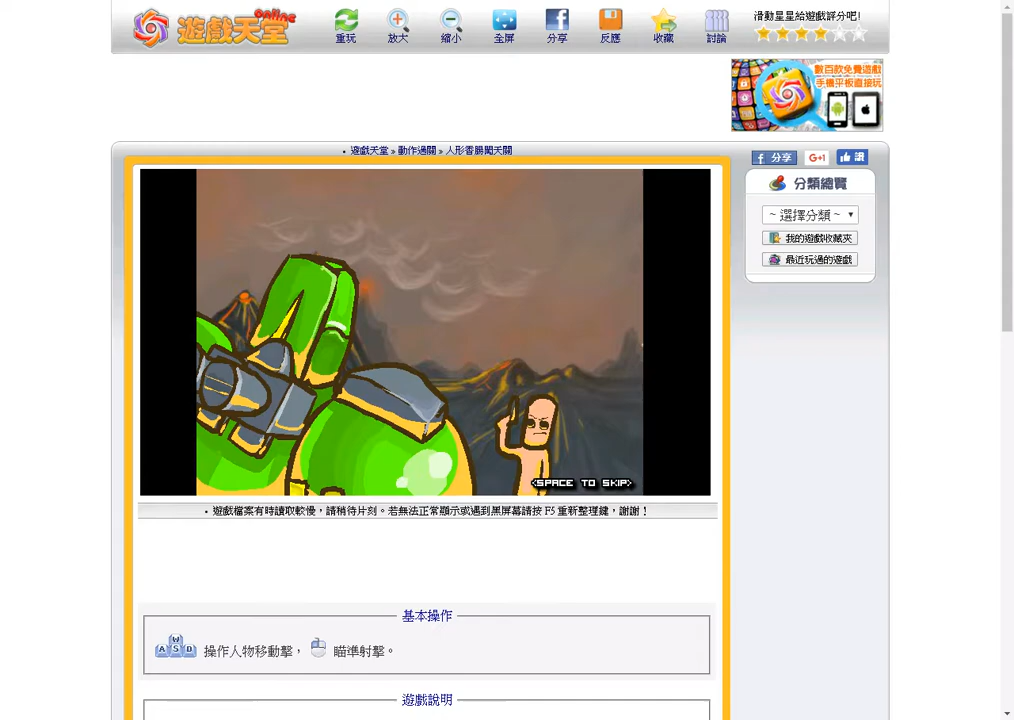 遊戲天堂 online
重玩 放大 縮小 全屏 分享 反應 收藏 討論
滑動星星給遊戲評分吧!
數百款免費遊戲
手機平板直接玩
• 遊戲天堂 » 動作過關 » 人形香腸闖天關
f 分享 G+1 讚
分類總覽
~ 選擇分類 ~
我的遊戲收藏夾
最近玩過的遊戲
<SPACE TO SKIP>
• 遊戲檔案有時讀取較慢，請稍待片刻。若無法正常顯示或遇到黑屏幕請按 F5 重新整理鍵，謝謝！
基本操作
W
A S D 操作人物移動擊， 瞄準射擊。
遊戲說明